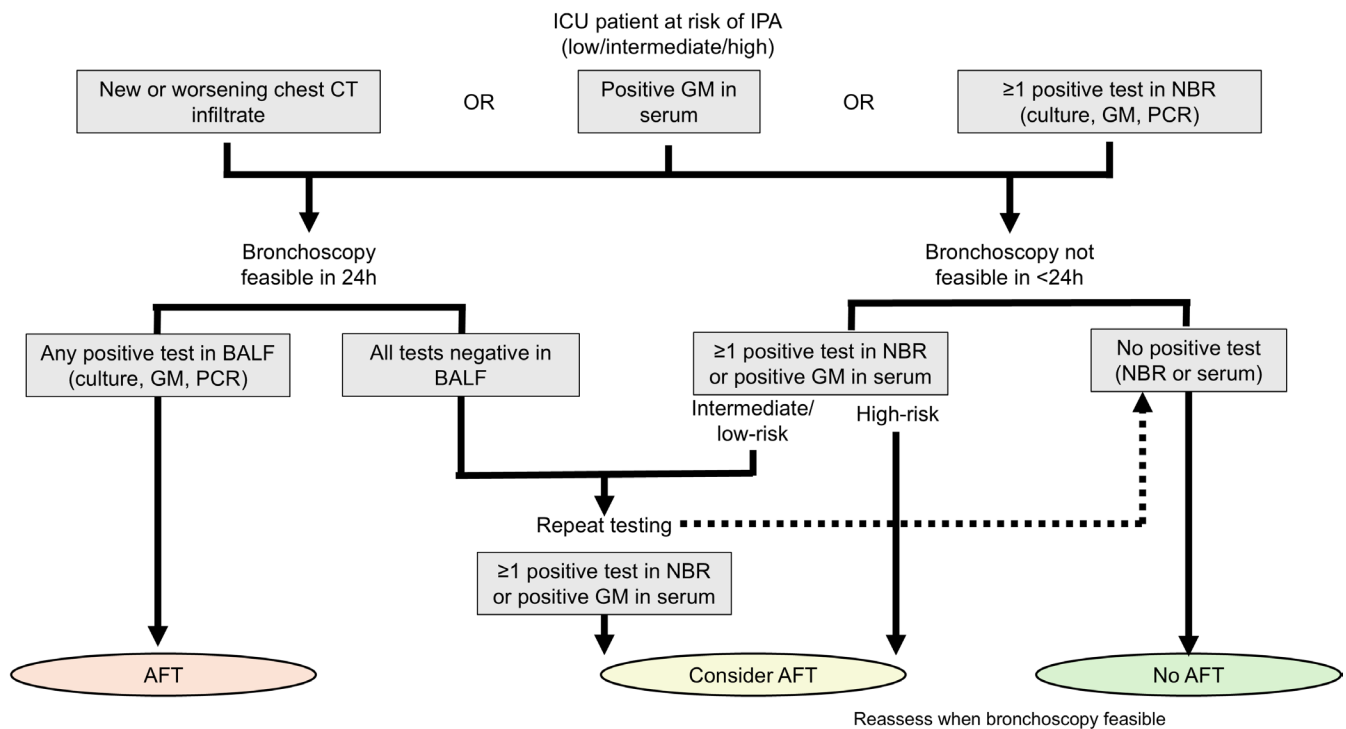 ICU patient at risk of IPA
(low/intermediate/high)
New or worsening chest CT
infiltrate
OR
Positive GM in
serum
OR
≥1 positive test in NBR
(culture, GM, PCR)
Bronchoscopy
feasible in 24h
Bronchoscopy not
feasible in <24h
Any positive test in BALF
(culture, GM, PCR)
All tests negative in
BALF
≥1 positive test in NBR
or positive GM in serum
No positive test
(NBR or serum)
Intermediate/
low-risk
High-risk
Repeat testing
≥1 positive test in NBR
or positive GM in serum
AFT
Consider AFT
No AFT
Reassess when bronchoscopy feasible